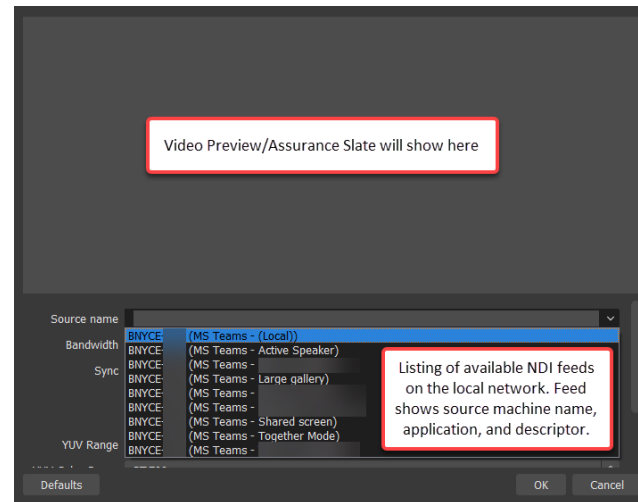 Video Preview/Assurance Slate will show here
Source name
Bandwidth
Sync
YUV Range
BNYCE- (MS Teams - (Local))
BNYCE- (MS Teams - Active Speaker)
BNYCE- (MS Teams -
BNYCE- (MS Teams - Large gallery)
BNYCE- (MS Teams -
BNYCE- (MS Teams -
BNYCE- (MS Teams - Shared screen)
BNYCE- (MS Teams - Together Mode)
BNYCE- (MS Teams -
Listing of available NDI feeds
on the local network. Feed
shows source machine name,
application, and descriptor.
Defaults
OK
Cancel